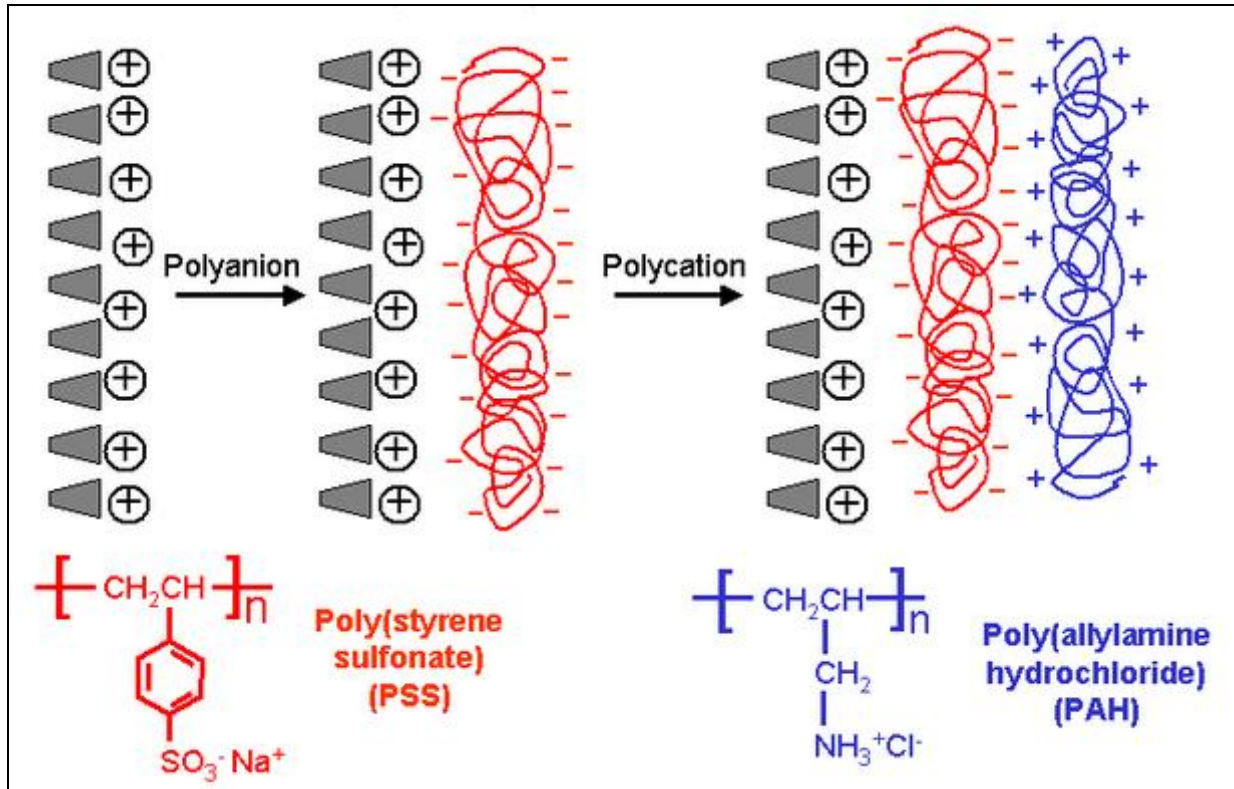 Polyanion
Polycation
[CH₂CH]n
SO₃⁻Na⁺
Poly(styrene
sulfonate)
(PSS)
[CH₂CH]n
CH₂
NH₃⁺Cl⁻
Poly(allylamine
hydrochloride)
(PAH)